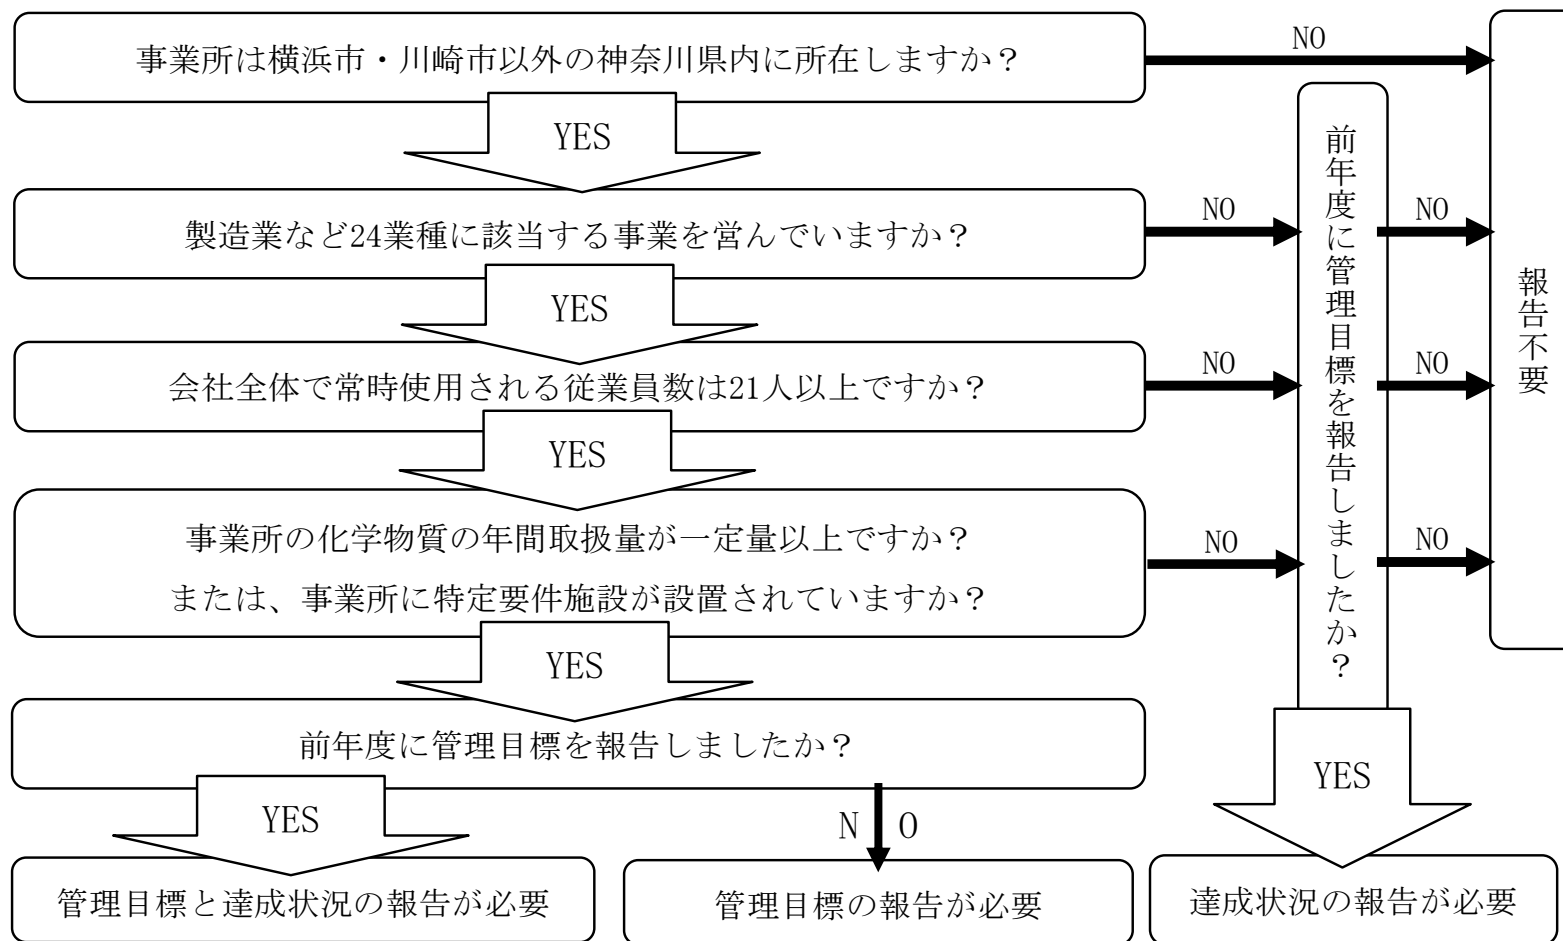 事業所は横浜市・川崎市以外の神奈川県内に所在しますか？
NO
YES
製造業など24業種に該当する事業を営んでいますか？
NO
NO
YES
会社全体で常時使用される従業員数は21人以上ですか？
NO
NO
YES
事業所の化学物質の年間取扱量が一定量以上ですか？
または、事業所に特定要件施設が設置されていますか？
NO
NO
YES
前年度に管理目標を報告しましたか？
報告不要
前年度に管理目標を報告しましたか？
YES
NO
YES
管理目標と達成状況の報告が必要
管理目標の報告が必要
達成状況の報告が必要